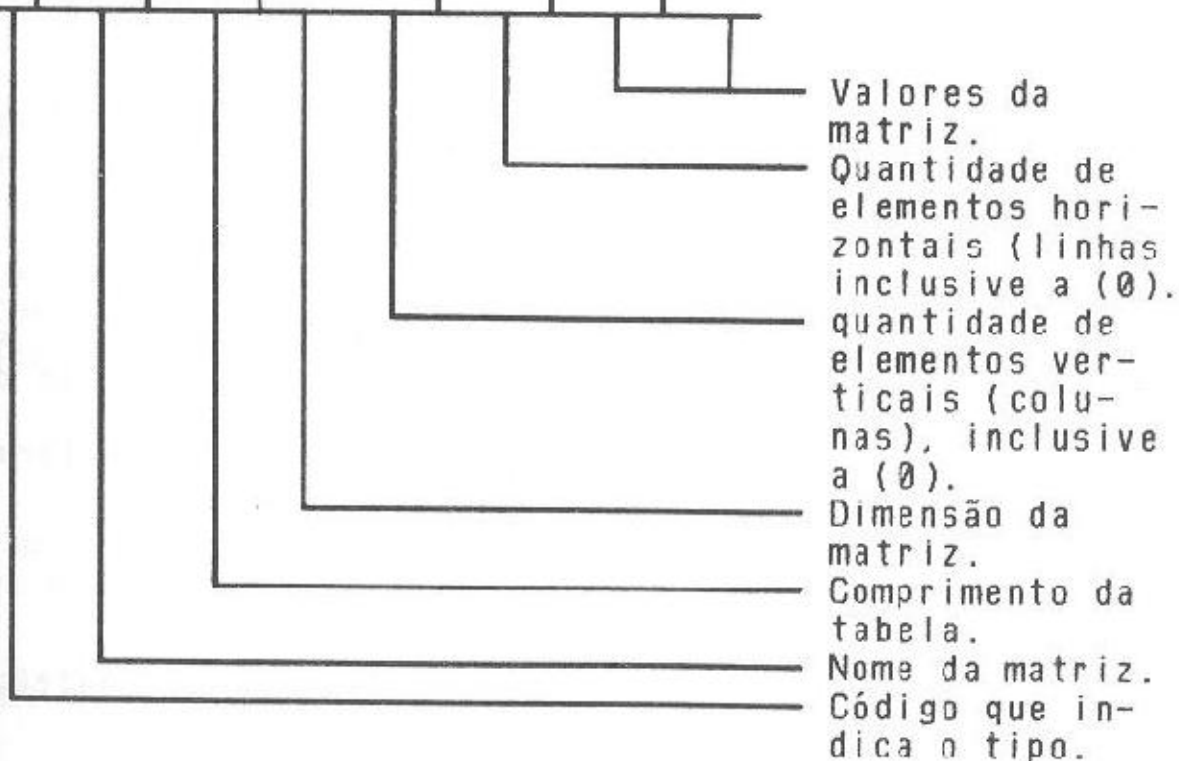 Valores da
matriz.
Quantidade de
elementos hori-
zontais (linhas
inclusive a (0).
quantidade de
elementos ver-
ticais (colu-
nas), inclusive
a (0).
Dimensão da
matriz.
Comprimento da
tabela.
Nome da matriz.
Código que in-
dica o tipo.